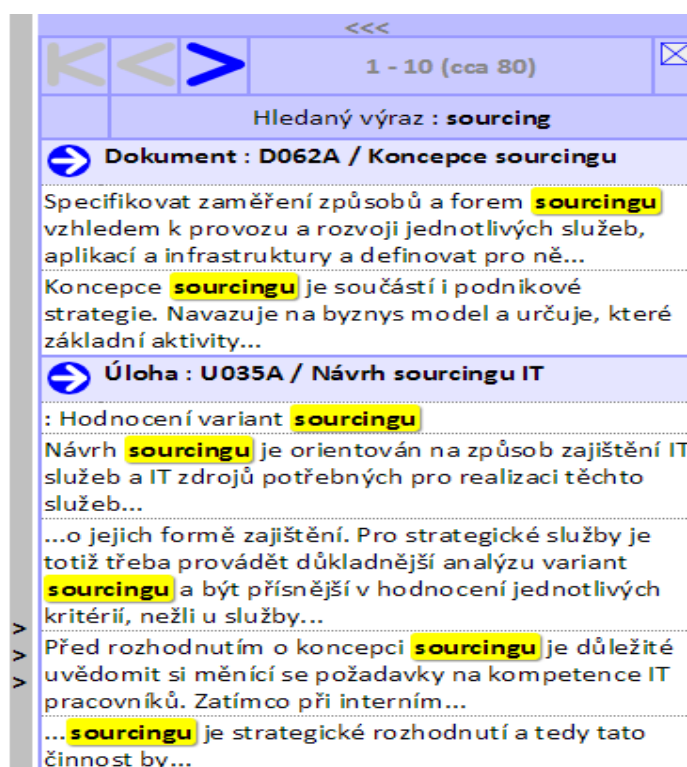 <<<
1 - 10 (cca 80)
Hledaný výraz : sourcing
Dokument : D062A / Koncepce sourcingu
Specifikovat zaměření způsobů a forem sourcingu
vzhledem k provozu a rozvoji jednotlivých služeb,
aplikací a infrastruktury a definovat pro ně...
Koncepce sourcingu je součástí i podnikové
strategie. Navazuje na byznys model a určuje, které
základní aktivity...
Úloha : U035A / Návrh sourcingu IT
: Hodnocení variant sourcingu
Návrh sourcingu je orientován na způsob zajištění IT
služeb a IT zdrojů potřebných pro realizaci těchto
služeb...
...o jejich formě zajištění. Pro strategické služby je
totiž třeba provádět důkladnější analýzu variant
sourcingu a být přísnější v hodnocení jednotlivých
kritérií, nežli u služby...
Před rozhodnutím o koncepci sourcingu je důležité
uvědomit si měnící se požadavky na kompetence IT
pracovníků. Zatímco při interním...
...sourcingu je strategické rozhodnutí a tedy tato
činnost by...
>
>
>